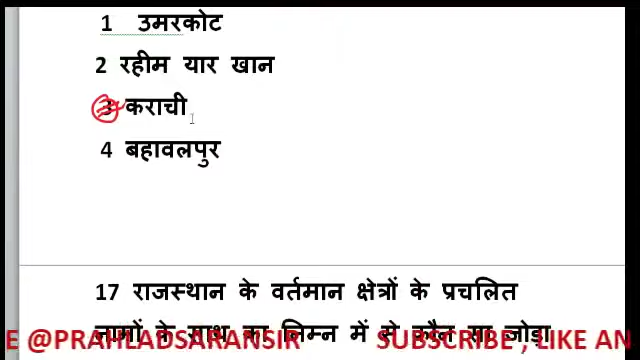 1 उमरकोट
2 रहीम यार खान
3 कराची
4 बहावलपुर
17 राजस्थान के वर्तमान क्षेत्रों के प्रचलित
नामों के साथ का निम्न में से कौन सा जोड़ा
E @PRAHLADSARANSIR SUBSCRIBE , LIKE AN